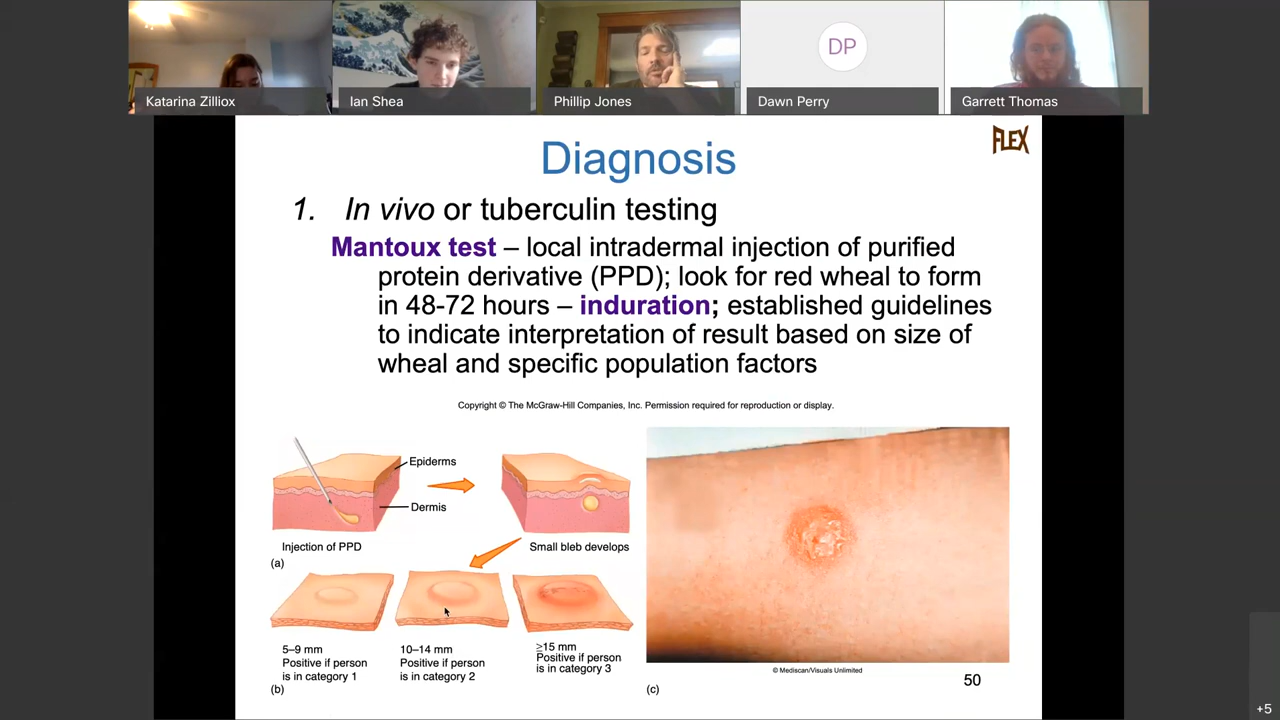 DP
Katarina Zilliox
Ian Shea
Phillip Jones
Dawn Perry
Garrett Thomas
FLEX
Diagnosis
1. In vivo or tuberculin testing
Mantoux test – local intradermal injection of purified
protein derivative (PPD); look for red wheal to form
in 48-72 hours – induration; established guidelines
to indicate interpretation of result based on size of
wheal and specific population factors
Copyright © The McGraw-Hill Companies, Inc. Permission required for reproduction or display.
Epiderms
Dermis
Injection of PPD
Small bleb develops
(a)
5–9 mm
Positive if person
is in category 1
10–14 mm
Positive if person
is in category 2
≥15 mm
Positive if person
is in category 3
(b)
© Mediscan/Visuals Unlimited
(c)
50
+5